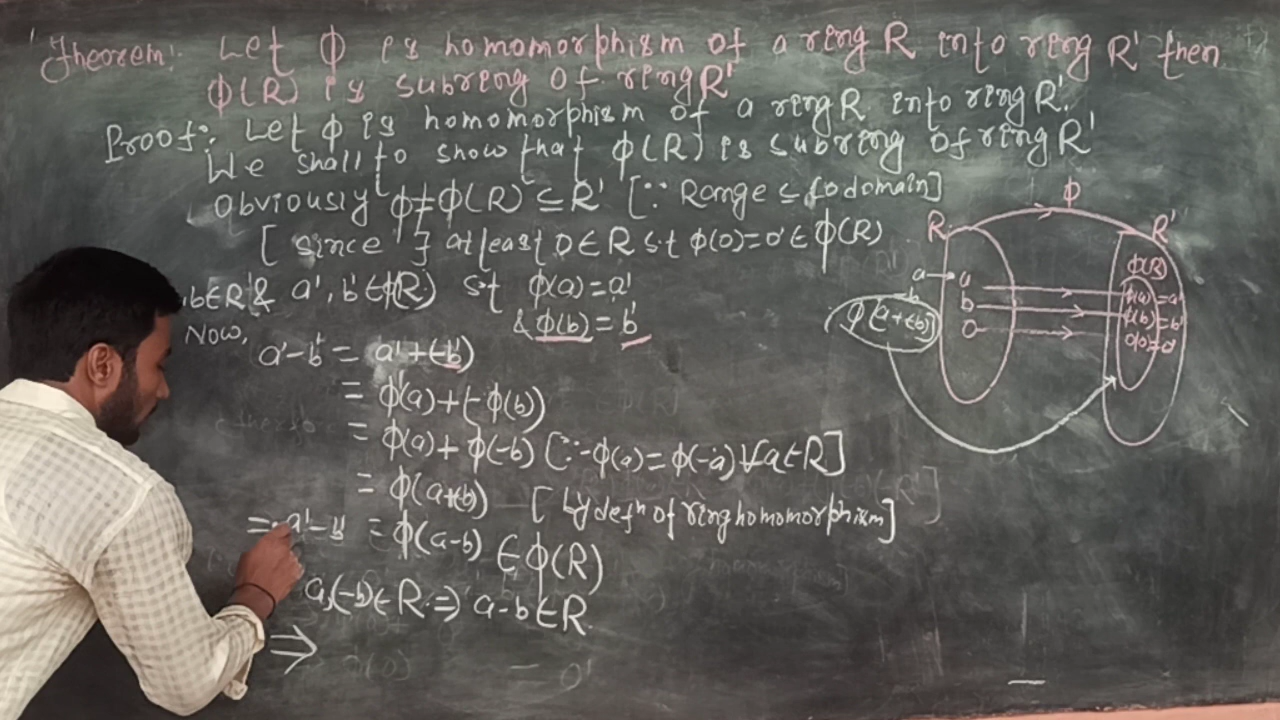 Theorem: Let ϕ is homomorphism of a ring R into ring R' then
ϕ(R) is subring of ring R'
Proof:- Let ϕ is homomorphism of a ring R into ring R'.
We shall to show that ϕ(R) is subring of ring R'
Obviously ϕ≠ϕ(R) ⊆ R' [∵ Range ⊆ Codomain]
[since ∃ atleast 0∈R st ϕ(0)=0'∈ϕ(R)
,b∈R & a',b'∈ϕ(R) st ϕ(a)=a'
& ϕ(b)=b'
Now,
a'-b' = a'+(-b')
= ϕ(a)+(-ϕ(b))
= ϕ(a)+ϕ(-b) [∵-ϕ(a)=ϕ(-a)∀a∈R]
= ϕ(a+(-b)) [by defⁿ of ring homomorphism]
= a'-b' = ϕ(a-b) ∈ϕ(R)
a,(-b)∈R ⇒ a-b∈R.
⇒
ϕ
R R'
ϕ(R)
a a ϕ(a)=a'
b b ϕ(b)=b'
0
ϕ[a+(-b)]